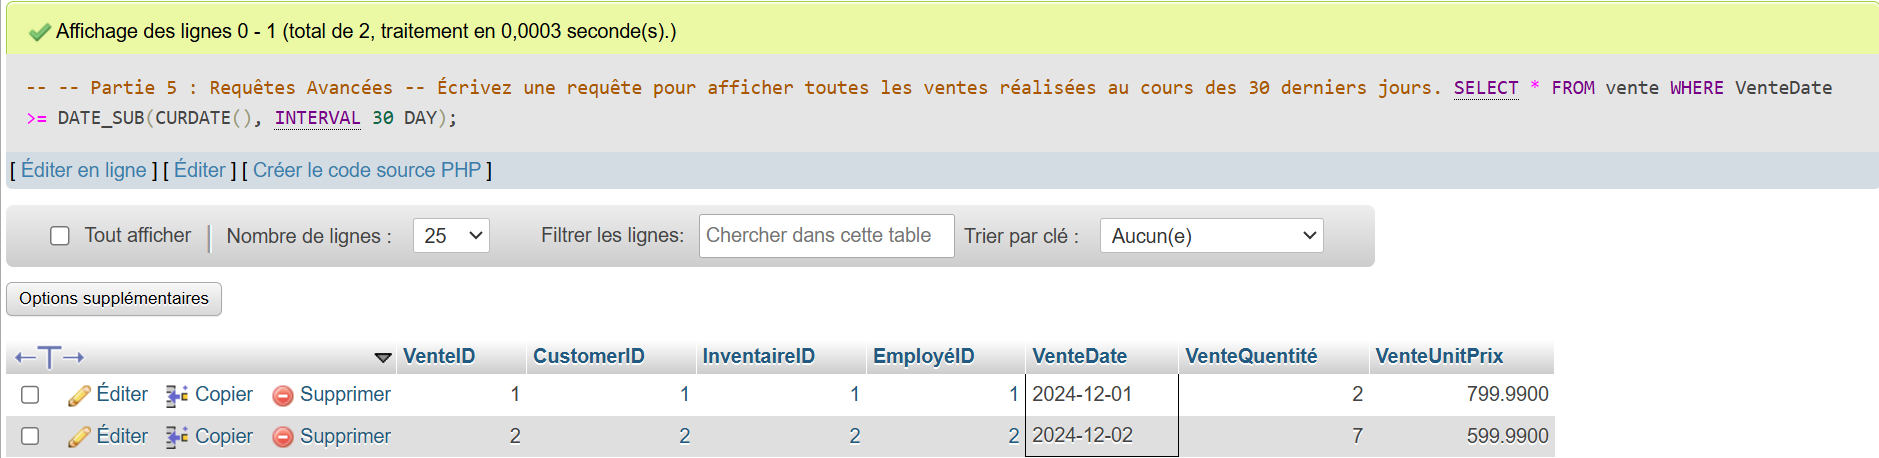 Affichage des lignes 0 - 1 (total de 2, traitement en 0,0003 seconde(s).)
-- -- Partie 5 : Requêtes Avancées -- Écrivez une requête pour afficher toutes les ventes réalisées au cours des 30 derniers jours. SELECT * FROM vente WHERE VenteDate
>= DATE_SUB(CURDATE(), INTERVAL 30 DAY);
[ Éditer en ligne ] [ Éditer ] [ Créer le code source PHP ]
Tout afficher | Nombre de lignes : 25 Filtrer les lignes: Chercher dans cette table Trier par clé : Aucun(e)
Options supplémentaires
←T→ VenteID CustomerID InventaireID EmployéID VenteDate VenteQuentité VenteUnitPrix
Éditer Copier Supprimer 1 1 1 1 2024-12-01 2 799.9900
Éditer Copier Supprimer 2 2 2 2 2024-12-02 7 599.9900